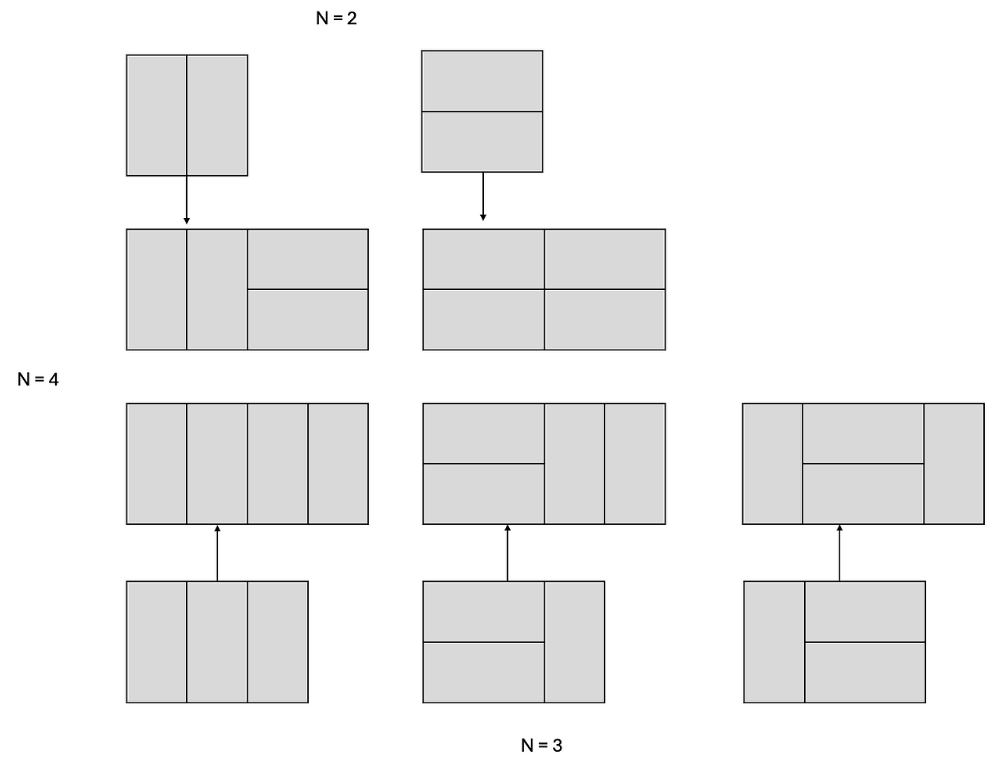 N = 2
N = 4
N = 3